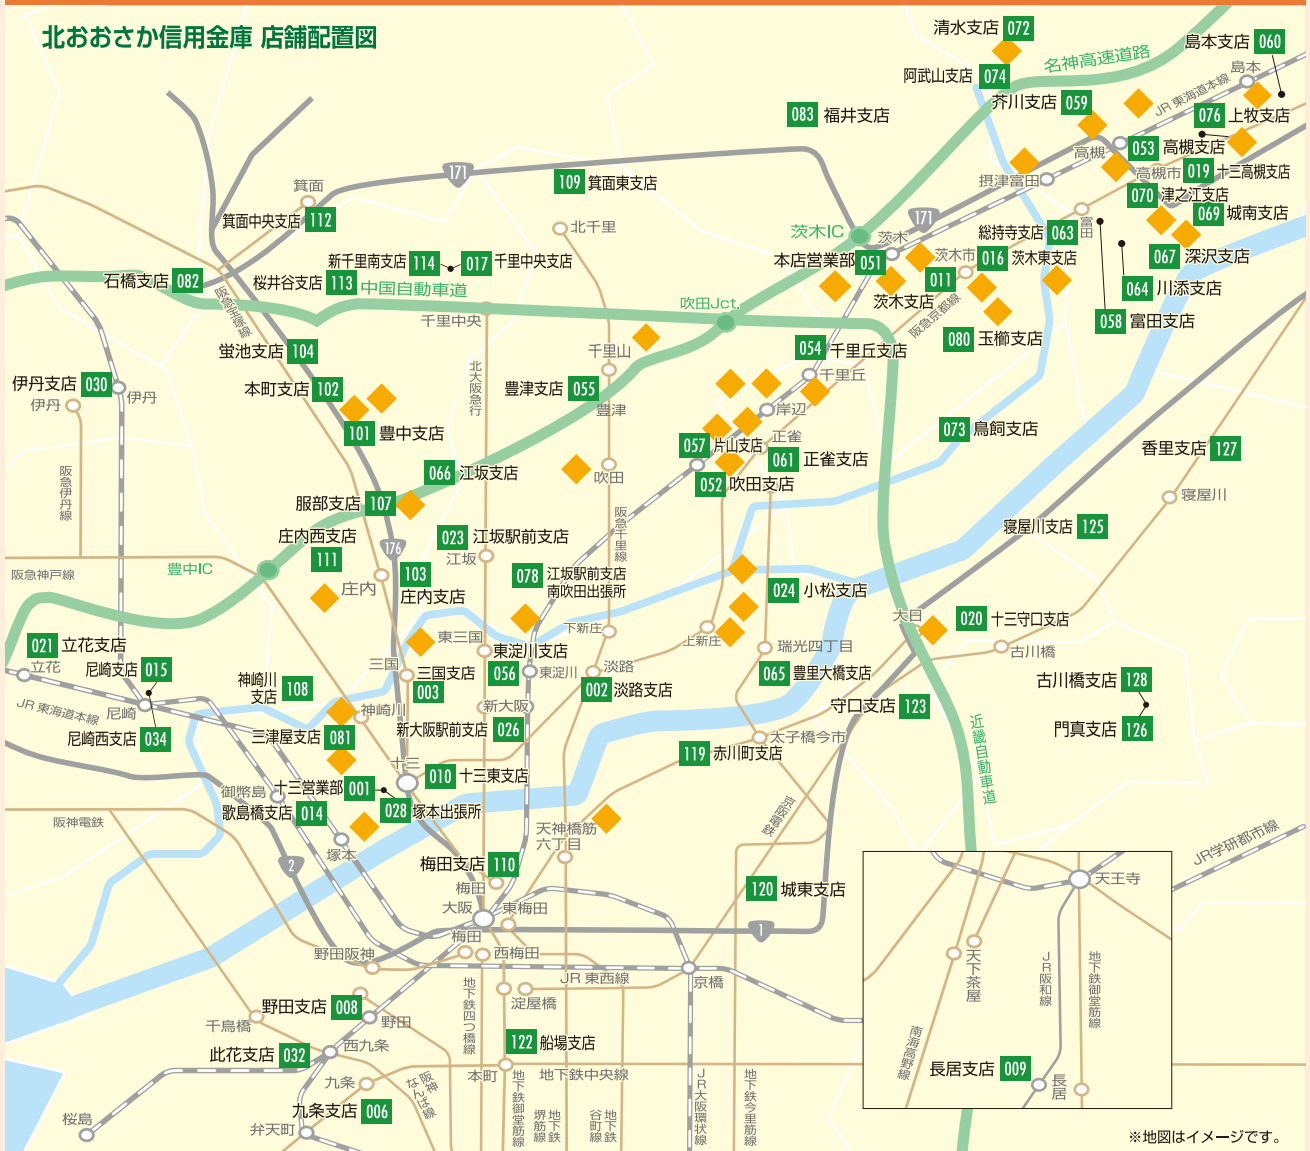 北おおさか信用金庫 店舗配置図
清水支店 072
名神高速道路
島本支店 060
阿武山支店 074
島本
JR東海道本線
芥川支店 059
083 福井支店
076 上牧支店
高槻
053 高槻支店
171
摂津富田
高槻市
019 十三高槻支店
109 箕面東支店
箕面
070 津之江支店
箕面中央支店 112
069 城南支店
北千里
171
茨木IC
茨木
総持寺支店 063
富田
茨木市
016 茨木東支店
067 深沢支店
本店営業部 051
新千里南支店 114
017 千里中央支店
石橋支店 082
桜井谷支店 113
中国自動車道
011
茨木支店
064 川添支店
阪急宝塚線
千里中央
吹田Jct.
阪急京都線
058 富田支店
080 玉櫛支店
蛍池支店 104
千里山
054 千里丘支店
伊丹支店 030
伊丹
伊丹
本町支店 102
北大阪急行
豊津支店 055
豊津
千里丘
岸辺
101 豊中支店
073 鳥飼支店
057 片山支店
正雀
061 正雀支店
香里支店 127
066 江坂支店
吹田
052 吹田支店
阪急伊丹線
服部支店 107
寝屋川
阪急千里線
寝屋川支店 125
庄内西支店
111
176
023 江坂駅前支店
江坂
豊中IC
阪急神戸線
庄内
103
庄内支店
078 江坂駅前支店
南吹田出張所
024 小松支店
大日
020 十三守口支店
下新庄
上新庄
瑞光四丁目
古川橋
021 立花支店
立花
尼崎支店 015
東三国
東淀川支店
056
東淀川
三国
三国支店
003
淡路
002 淡路支店
065 豊里大橋支店
古川橋支店 128
神崎川
支店 108
JR東海道本線
尼崎
神崎川
新大阪
守口支店 123
門真支店 126
近畿自動車道
尼崎西支店 034
三津屋支店 081
新大阪駅前支店 026
太子橋今市
119 赤川町支店
十三
010 十三東支店
御幣島
十三営業部 001
歌島橋支店 014
028 塚本出張所
阪神電鉄
天神橋筋
六丁目
京阪電鉄
JR学研都市線
塚本
2
梅田支店 110
梅田
大阪
東梅田
120 城東支店
天王寺
梅田
1
野田阪神
西梅田
JR東西線
京橋
天下茶屋
JR阪和線
地下鉄御堂筋線
野田支店 008
野田
千鳥橋
地下鉄四つ橋線
淀屋橋
此花支店 032
西九条
122 船場支店
南海高野線
長居支店 009
長居
本町
地下鉄中央線
九条
阪神
なんば線
九条支店 006
桜島
弁天町
地下鉄御堂筋線
地下鉄
堺筋線
地下鉄
谷町線
JR大阪環状線
地下鉄今里筋線
※地図はイメージです。